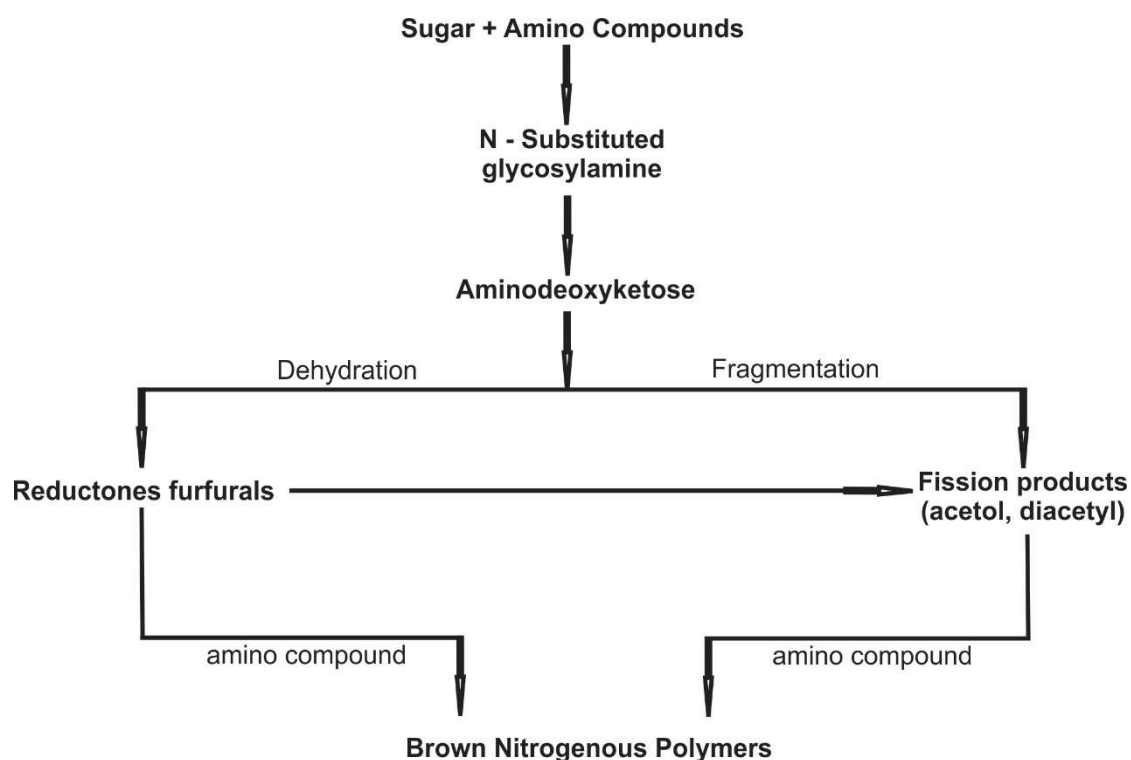 Sugar + Amino Compounds
N - Substituted
glycosylamine
Aminodeoxyketose
Dehydration
Fragmentation
Reductones furfurals
Fission products
(acetol, diacetyl)
amino compound
amino compound
Brown Nitrogenous Polymers